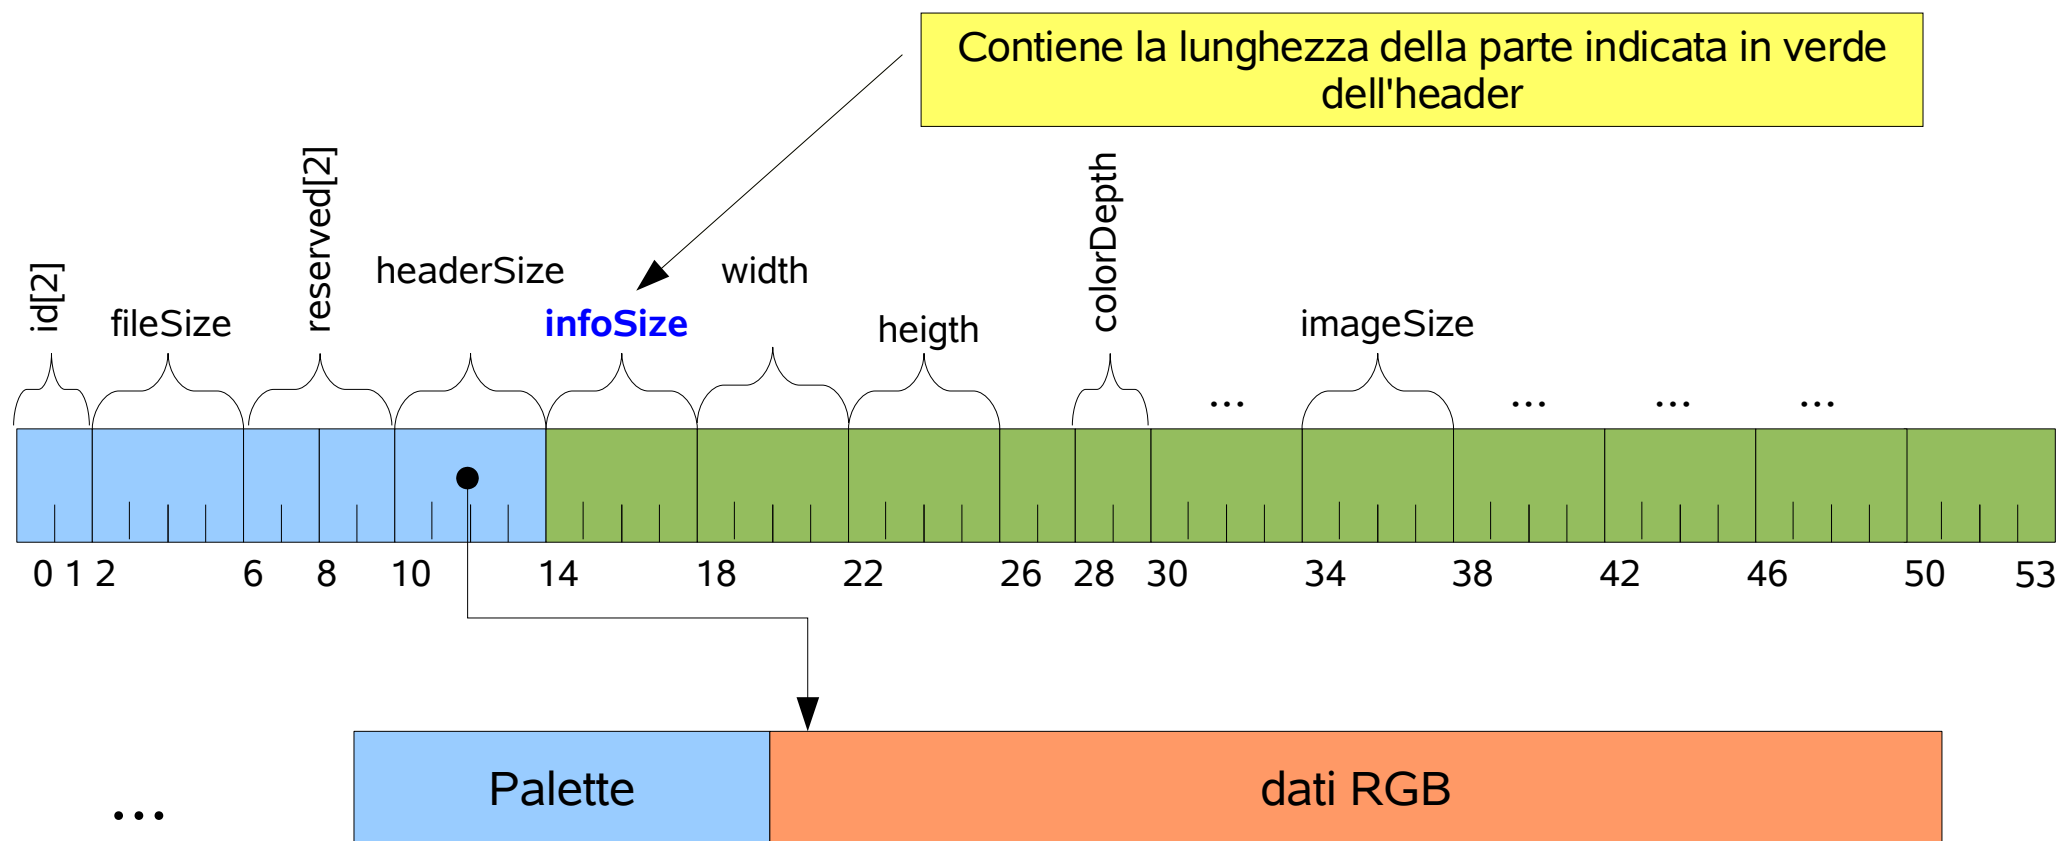 Contiene la lunghezza della parte indicata in verde
dell'header
id[2]
fileSize
reserved[2]
headerSize
infoSize
width
heigth
colorDepth
...
imageSize
...
...
...
0 1 2 6 8 10 14 18 22 26 28 30 34 38 42 46 50 53
...
Palette
dati RGB